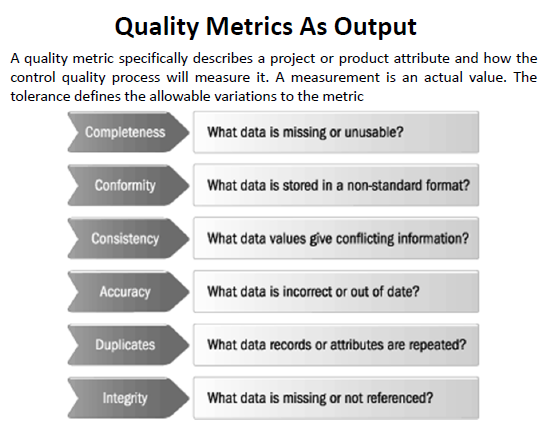 Quality Metrics As Output
A quality metric specifically describes a project or product attribute and how the
control quality process will measure it. A measurement is an actual value. The
tolerance defines the allowable variations to the metric
Completeness What data is missing or unusable?
Conformity What data is stored in a non-standard format?
Consistency What data values give conflicting information?
Accuracy What data is incorrect or out of date?
Duplicates What data records or attributes are repeated?
Integrity What data is missing or not referenced?